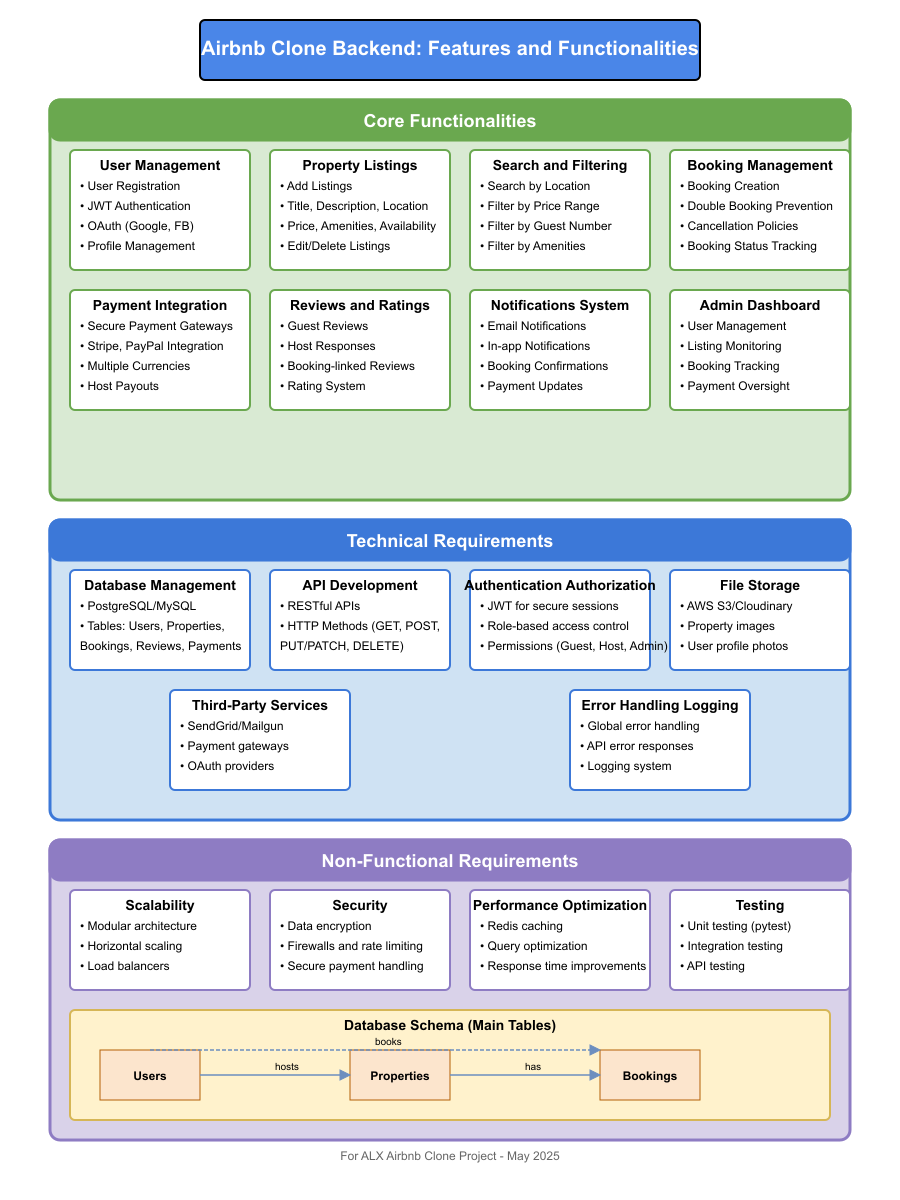 Airbnb Clone Backend: Features and Functionalities
Core Functionalities
User Management
• User Registration
• JWT Authentication
• OAuth (Google, FB)
• Profile Management
Property Listings
• Add Listings
• Title, Description, Location
• Price, Amenities, Availability
• Edit/Delete Listings
Search and Filtering
• Search by Location
• Filter by Price Range
• Filter by Guest Number
• Filter by Amenities
Booking Management
• Booking Creation
• Double Booking Prevention
• Cancellation Policies
• Booking Status Tracking
Payment Integration
• Secure Payment Gateways
• Stripe, PayPal Integration
• Multiple Currencies
• Host Payouts
Reviews and Ratings
• Guest Reviews
• Host Responses
• Booking-linked Reviews
• Rating System
Notifications System
• Email Notifications
• In-app Notifications
• Booking Confirmations
• Payment Updates
Admin Dashboard
• User Management
• Listing Monitoring
• Booking Tracking
• Payment Oversight
Technical Requirements
Database Management
• PostgreSQL/MySQL
• Tables: Users, Properties,
Bookings, Reviews, Payments
API Development
• RESTful APIs
• HTTP Methods (GET, POST,
PUT/PATCH, DELETE)
Authentication Authorization
• JWT for secure sessions
• Role-based access control
• Permissions (Guest, Host, Admin)
File Storage
• AWS S3/Cloudinary
• Property images
• User profile photos
Third-Party Services
• SendGrid/Mailgun
• Payment gateways
• OAuth providers
Error Handling Logging
• Global error handling
• API error responses
• Logging system
Non-Functional Requirements
Scalability
• Modular architecture
• Horizontal scaling
• Load balancers
Security
• Data encryption
• Firewalls and rate limiting
• Secure payment handling
Performance Optimization
• Redis caching
• Query optimization
• Response time improvements
Testing
• Unit testing (pytest)
• Integration testing
• API testing
Database Schema (Main Tables)
books
Users
hosts
Properties
has
Bookings
For ALX Airbnb Clone Project - May 2025